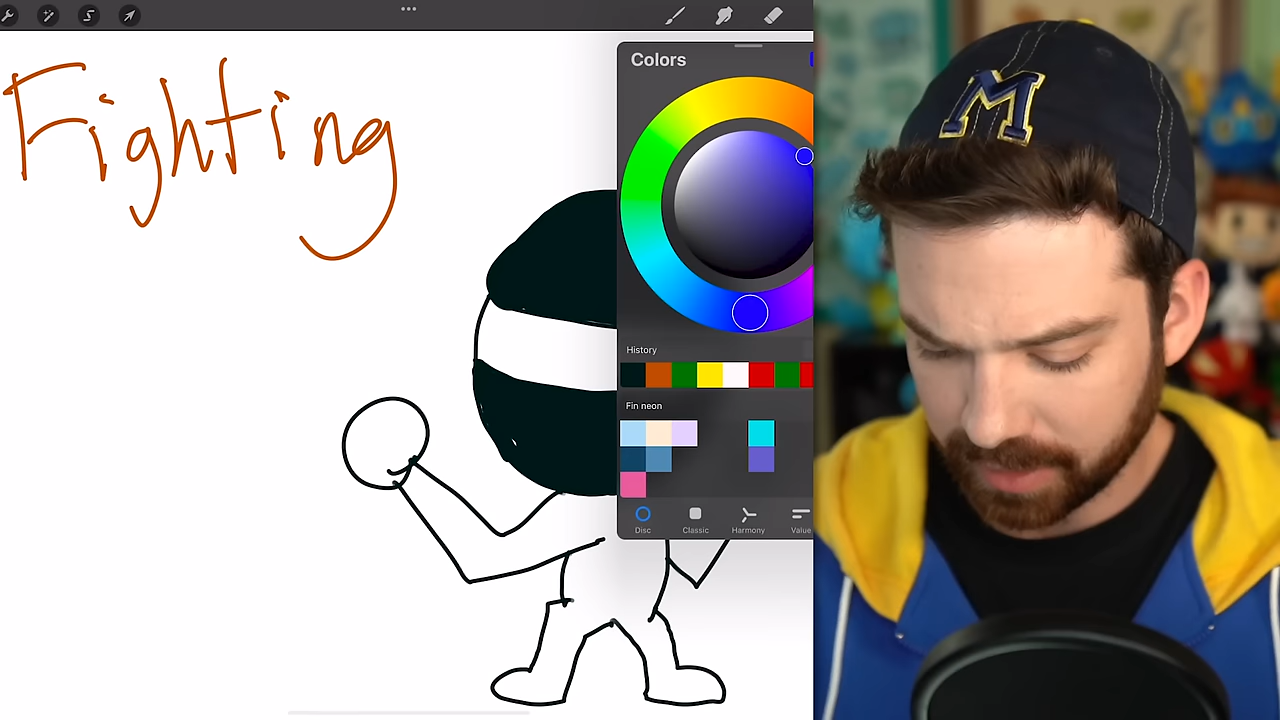 Fighting
Colors
M
History
Fin neon
Disc Classic Harmony Value